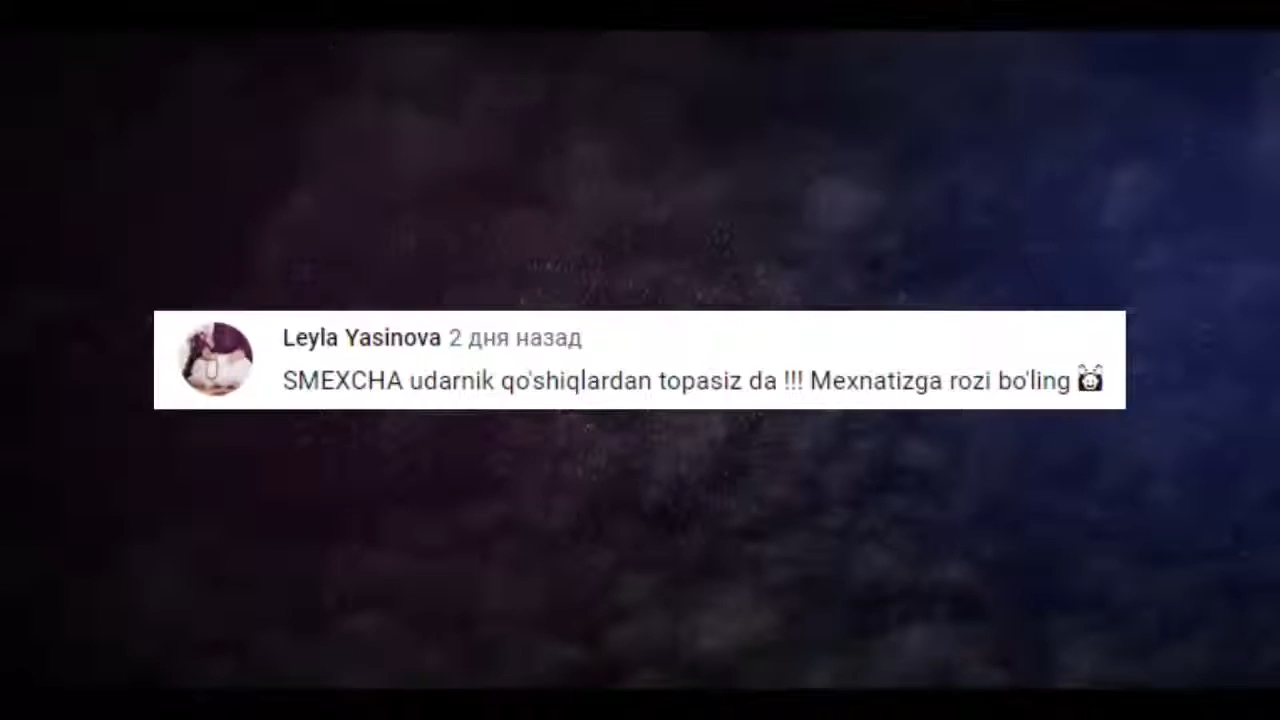 Leyla Yasinova 2 дня назад
SMEXCHA udarnik qo'shiqlardan topasiz da !!! Mexnatizga rozi bo'ling